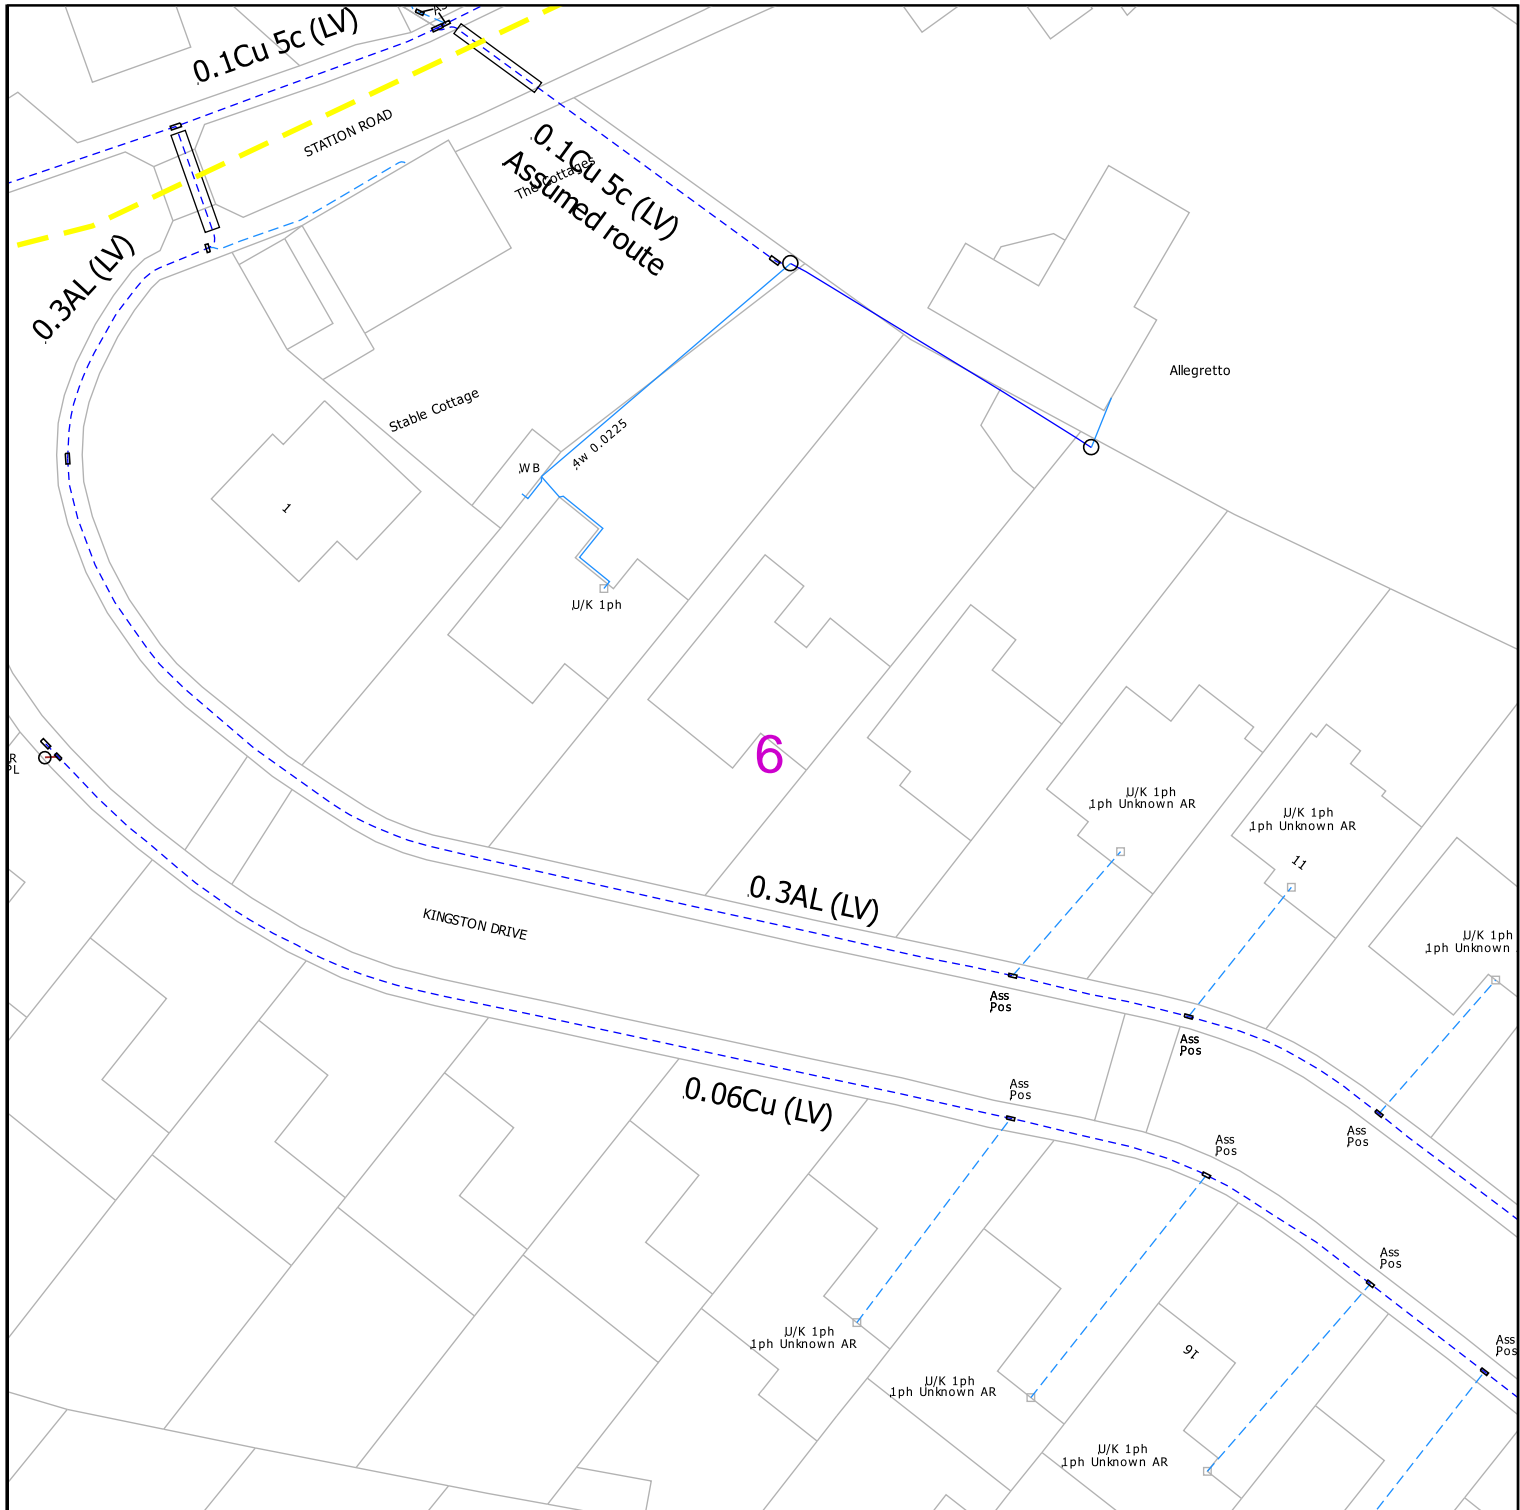 0.1Cu 5c (LV)
STATION ROAD
0.1Cu 5c (LV)
Assumed route
The Cottages
0.3AL (LV)
Allegretto
Stable Cottage
4w 0.0225
WB
1
U/K 1ph
6
R
PL
U/K 1ph
1ph Unknown AR
U/K 1ph
1ph Unknown AR
11
0.3AL (LV)
KINGSTON DRIVE
U/K 1ph
1ph Unknown
Ass
Pos
Ass
Pos
0.06Cu (LV)
Ass
Pos
Ass
Pos
Ass
Pos
Ass
Pos
U/K 1ph
1ph Unknown AR
16
Ass
Pos
U/K 1ph
1ph Unknown AR
U/K 1ph
1ph Unknown AR